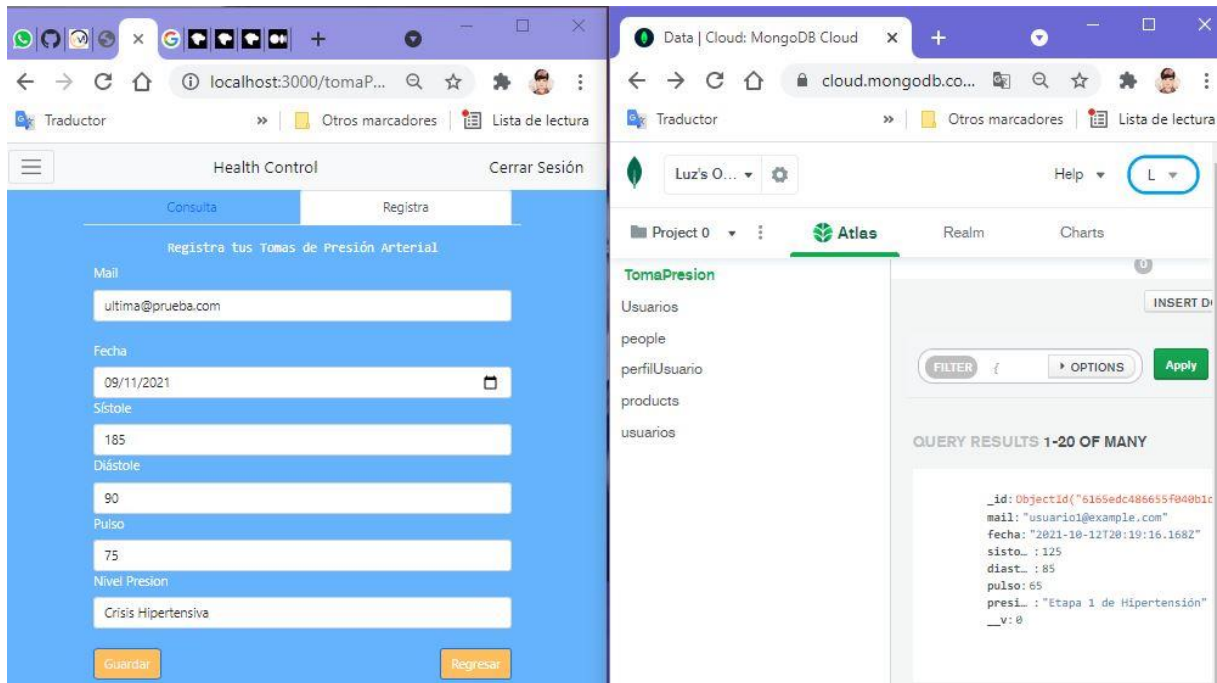 localhost:3000/tomaP...
Traductor
»
Otros marcadores
Lista de lectura
Health Control
Cerrar Sesión
Consulta
Registra
Registra tus Tomas de Presión Arterial
Mail
ultima@prueba.com
Fecha
09/11/2021
Sístole
185
Diástole
90
Pulso
75
Nivel Presion
Crisis Hipertensiva
Guardar
Regresar
Data | Cloud: MongoDB Cloud
cloud.mongodb.co...
Traductor
»
Otros marcadores
Lista de lectura
Luz's O...
Help
L
Project 0
Atlas
Realm
Charts
TomaPresion
Usuarios
people
perfilUsuario
products
usuarios
0
INSERT D
FILTER {
OPTIONS
Apply
QUERY RESULTS 1-20 OF MANY
_id:ObjectId("6165edc486655f040b1c
mail:"usuario1@example.com"
fecha:"2021-10-12T20:19:16.168Z"
sisto… :125
diast… :85
pulso:65
presi… :"Etapa 1 de Hipertensión"
__v:0